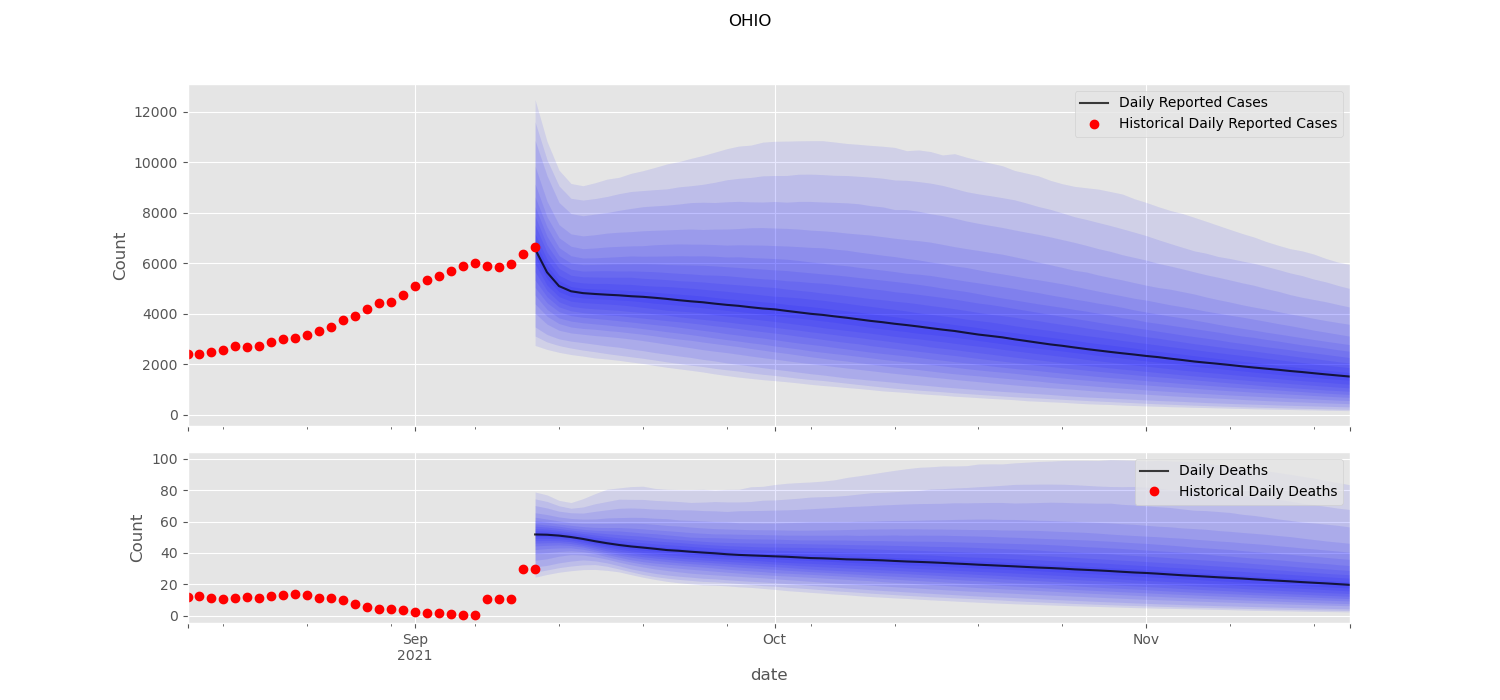 OHIO
12000
10000
8000
6000
4000
2000
0
Count
Daily Reported Cases
Historical Daily Reported Cases
100
80
60
40
20
0
Count
Daily Deaths
Historical Daily Deaths
Sep
2021
Oct
Nov
date